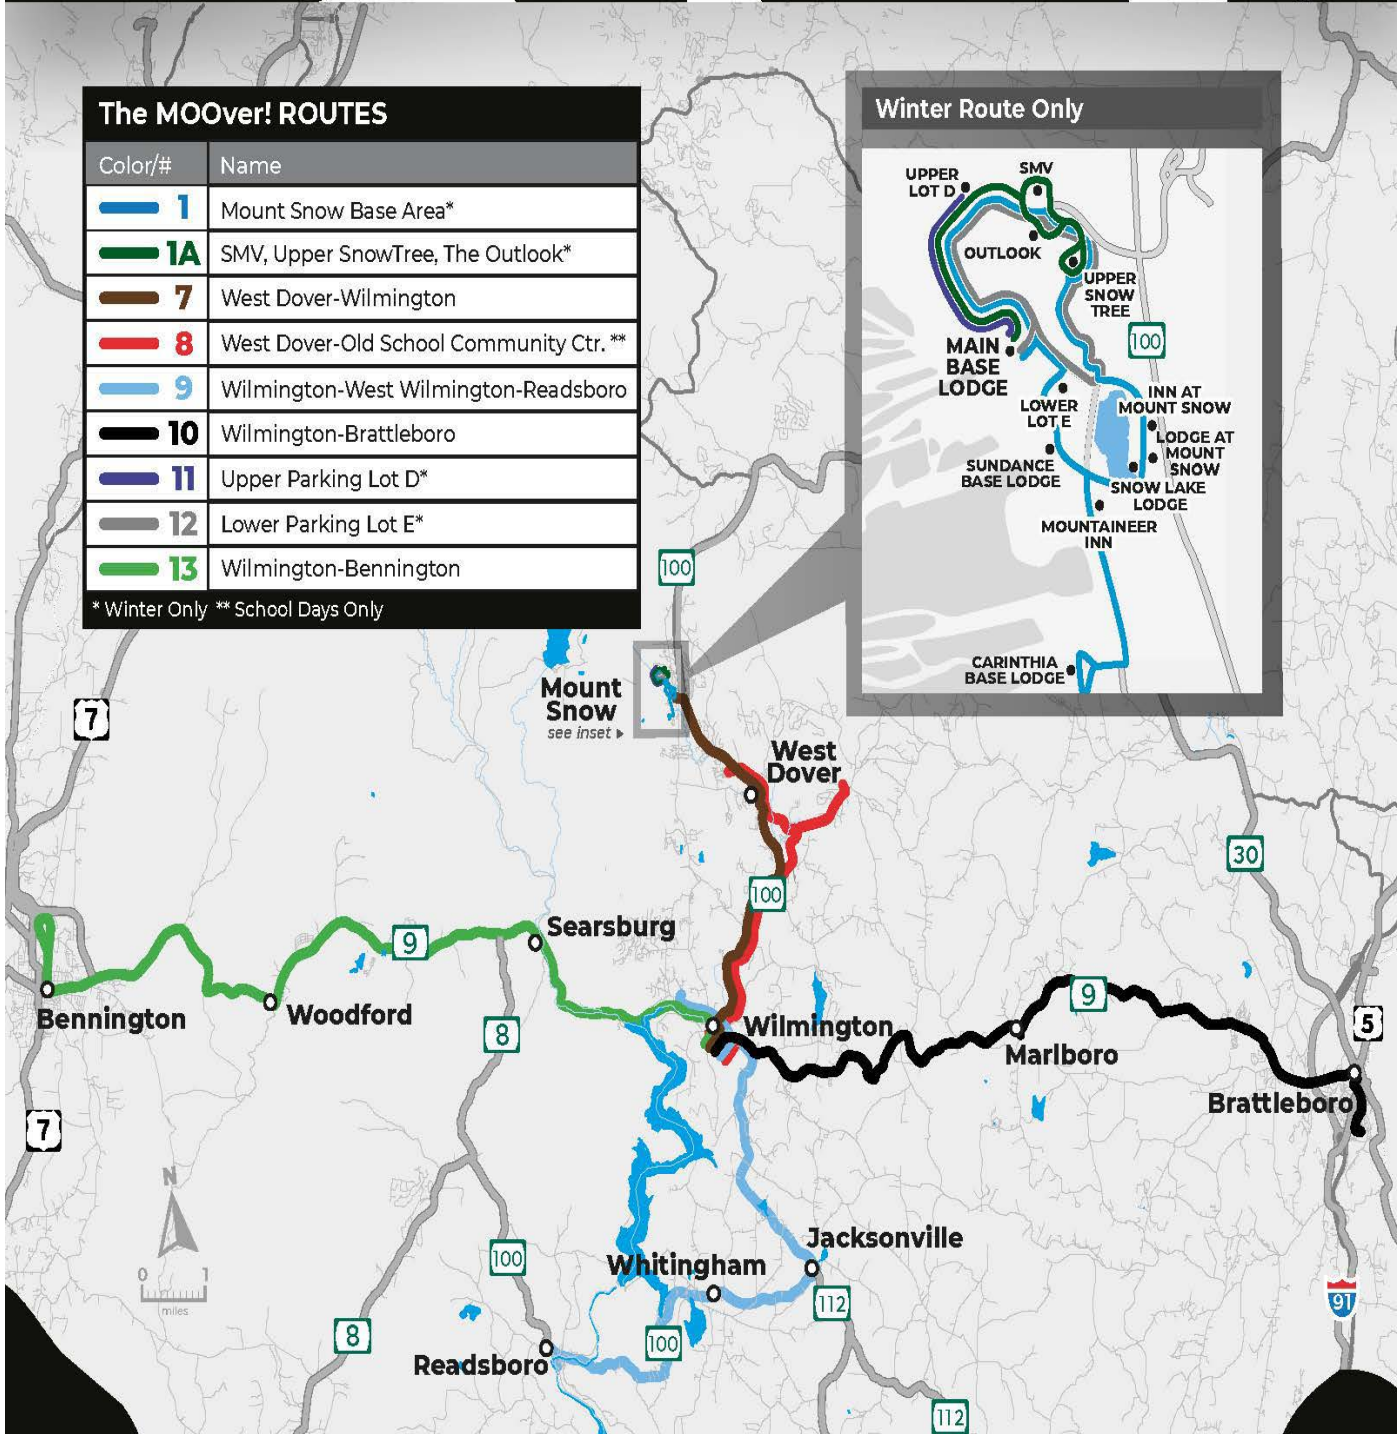 The MOOver! ROUTES
Color/# Name
1 Mount Snow Base Area*
1A SMV, Upper SnowTree, The Outlook*
7 West Dover-Wilmington
8 West Dover-Old School Community Ctr. **
9 Wilmington-West Wilmington-Readsboro
10 Wilmington-Brattleboro
11 Upper Parking Lot D*
12 Lower Parking Lot E*
13 Wilmington-Bennington
* Winter Only ** School Days Only
Winter Route Only
UPPER
LOT D
SMV
OUTLOOK
UPPER
SNOW
TREE
100
MAIN
BASE
LODGE
LOWER
LOT E
INN AT
MOUNT SNOW
LODGE AT
MOUNT
SNOW
SUNDANCE
BASE LODGE
SNOW LAKE
LODGE
MOUNTAINEER
INN
CARINTHIA
BASE LODGE
100
Mount
Snow
see inset ▸
7
West
Dover
30
100
Searsburg
9
Bennington
Woodford
8
Wilmington
9
Marlboro
5
Brattleboro
7
N
0 1
miles
Jacksonville
Whitingham
100
112
91
8
100
Readsboro
112